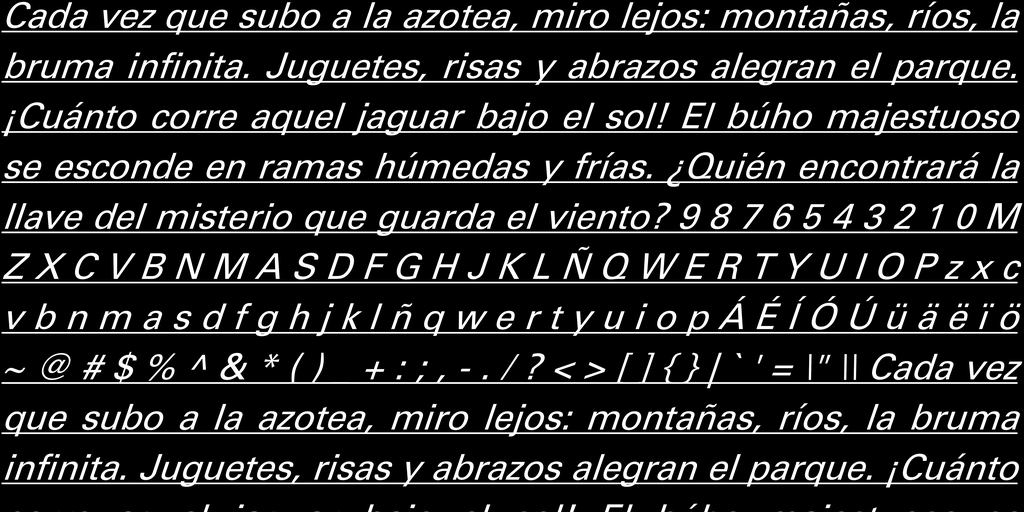 Cada vez que subo a la azotea, miro lejos: montañas, ríos, la
bruma infinita. Juguetes, risas y abrazos alegran el parque.
¡Cuánto corre aquel jaguar bajo el sol! El búho majestuoso
se esconde en ramas húmedas y frías. ¿Quién encontrará la
llave del misterio que guarda el viento? 9 8 7 6 5 4 3 2 1 0 M
Z X C V B N M A S D F G H J K L Ñ Q W E R T Y U I O P z x c
v b n m a s d f g h j k l ñ q w e r t y u i o p Á É Í Ó Ú ü ä ë ï ö
~ @ # $ % ^ & * ( ) _ + : ; , - . / ? < > [ ] { } | ` ' = \" \\ Cada vez
que subo a la azotea, miro lejos: montañas, ríos, la bruma
infinita. Juguetes, risas y abrazos alegran el parque. ¡Cuánto